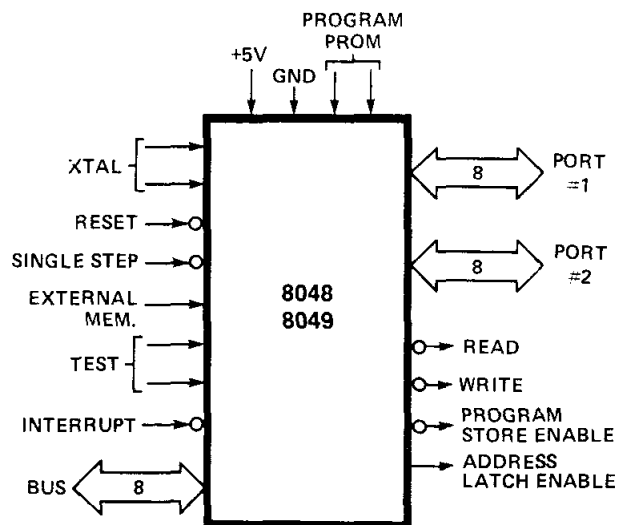 PROGRAM
PROM
+5V
GND
XTAL
RESET
SINGLE STEP
EXTERNAL
MEM.
TEST
INTERRUPT
BUS
8
8048
8049
8
PORT
#1
8
PORT
#2
READ
WRITE
PROGRAM
STORE ENABLE
ADDRESS
LATCH ENABLE